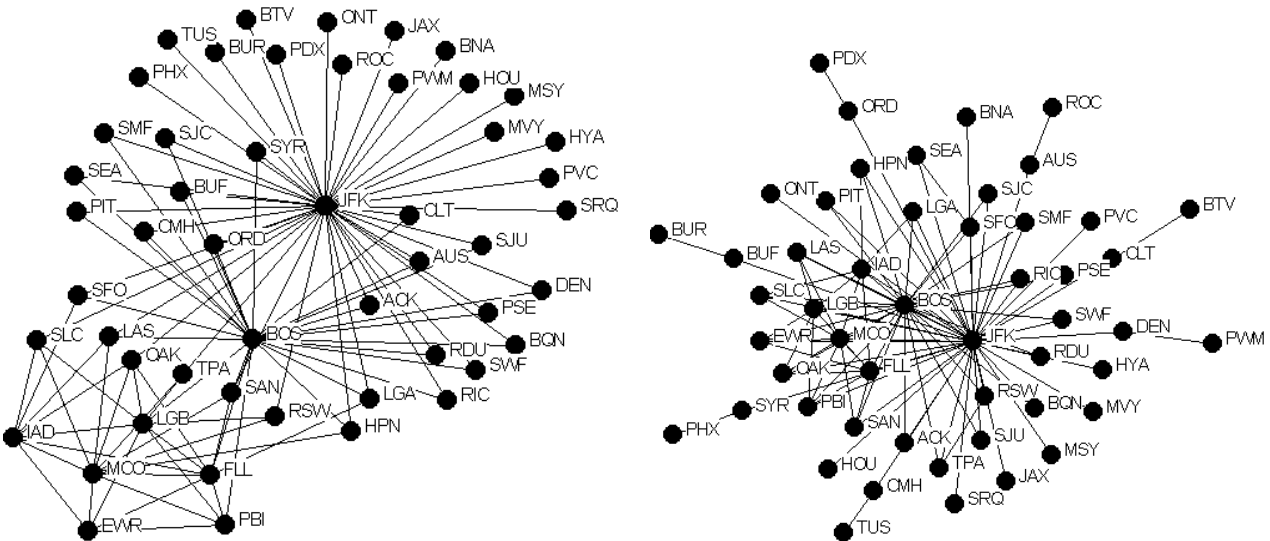 BTV
ONT
JAX
TUS
BUR
PDX
ROC
BNA
PHX
PWM
HOU
MSY
SMF
SJC
SYR
MVY
HYA
SEA
BUF
JFK
PVC
PIT
CMH
ORD
CLT
SRQ
SJU
AUS
SFO
ACK
DEN
PSE
SLC
LAS
BOS
BQN
OAK
TPA
RDU
SWF
SAN
LGA
RIC
LGB
RSW
HPN
IAD
MCO
FLL
EWR
PBI
PDX
ORD
BNA
ROC
HPN
SEA
AUS
ONT
PIT
LGA
SJC
SFO
SMF
PVC
BTV
BUR
BUF
LAS
IAD
RIC
PSE
CLT
SLC
LGB
BOS
SWF
EWR
MCO
JFK
DEN
PWM
OAK
FLL
RDU
HYA
SYR
PBI
RSW
BQN
MVY
PHX
SAN
ACK
SJU
MSY
HOU
TPA
JAX
CMH
SRQ
TUS